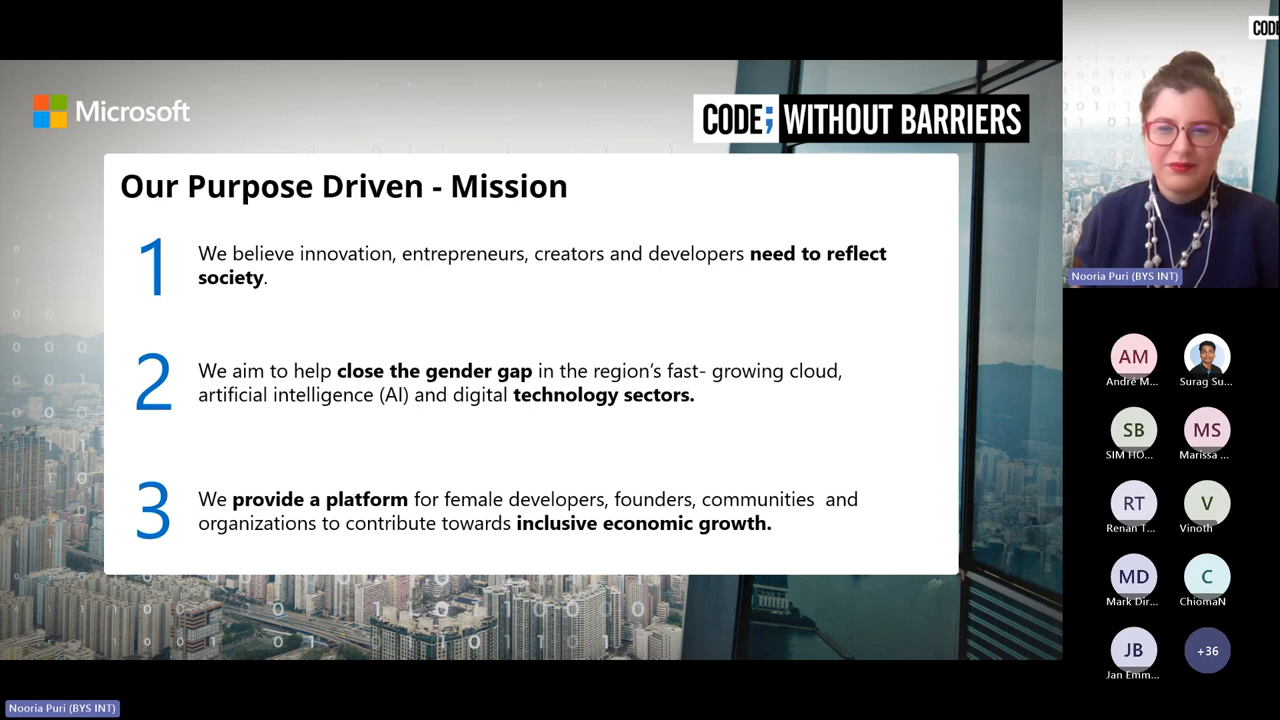 Microsoft
CODE; WITHOUT BARRIERS
Our Purpose Driven - Mission
1
We believe innovation, entrepreneurs, creators and developers need to reflect
society.
2
We aim to help close the gender gap in the region's fast- growing cloud,
artificial intelligence (AI) and digital technology sectors.
3
We provide a platform for female developers, founders, communities and
organizations to contribute towards inclusive economic growth.
Nooria Puri (BYS INT)
CODE
Nooria Puri (BYS INT)
AM
André M...
Surag Su...
SB
SIM HO...
MS
Marissa ...
RT
Renan T...
V
Vinoth
MD
Mark Dir...
C
ChiomaN
JB
Jan Emm...
+36